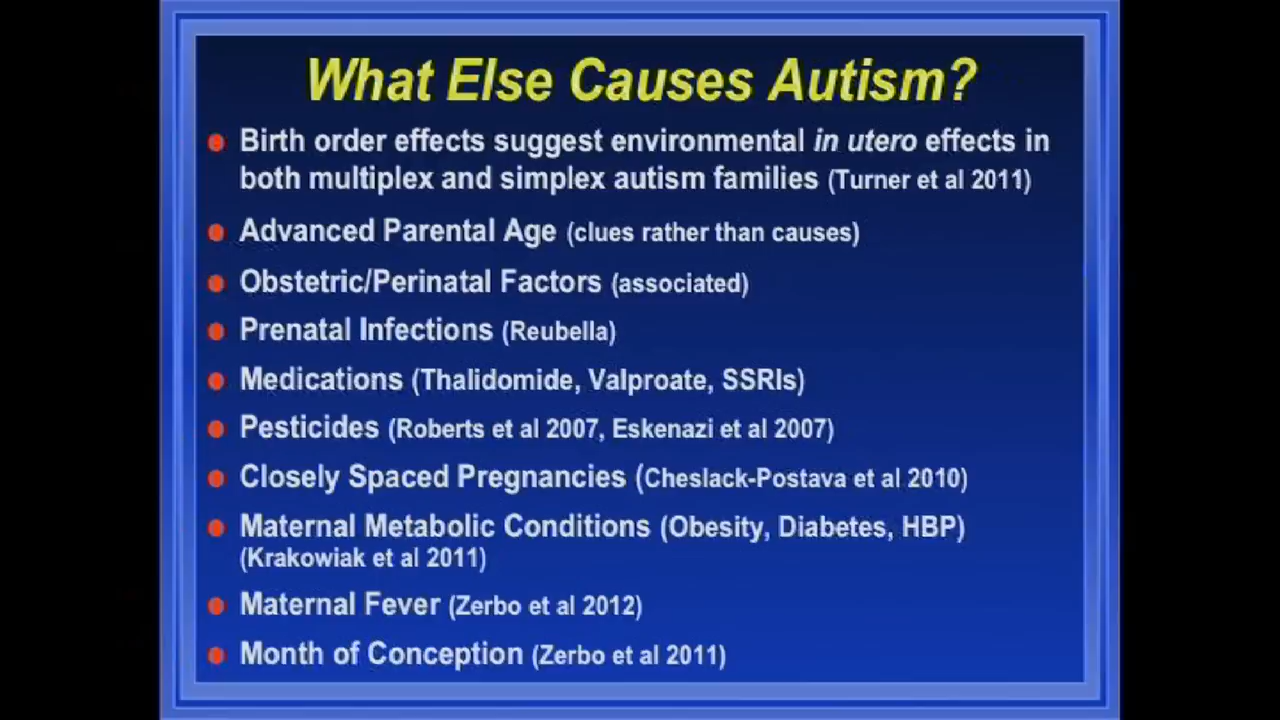 What Else Causes Autism?
Birth order effects suggest environmental in utero effects in
both multiplex and simplex autism families (Turner et al 2011)
Advanced Parental Age (clues rather than causes)
Obstetric/Perinatal Factors (associated)
Prenatal Infections (Reubella)
Medications (Thalidomide, Valproate, SSRIs)
Pesticides (Roberts et al 2007, Eskenazi et al 2007)
Closely Spaced Pregnancies (Cheslack-Postava et al 2010)
Maternal Metabolic Conditions (Obesity, Diabetes, HBP)
(Krakowiak et al 2011)
Maternal Fever (Zerbo et al 2012)
Month of Conception (Zerbo et al 2011)